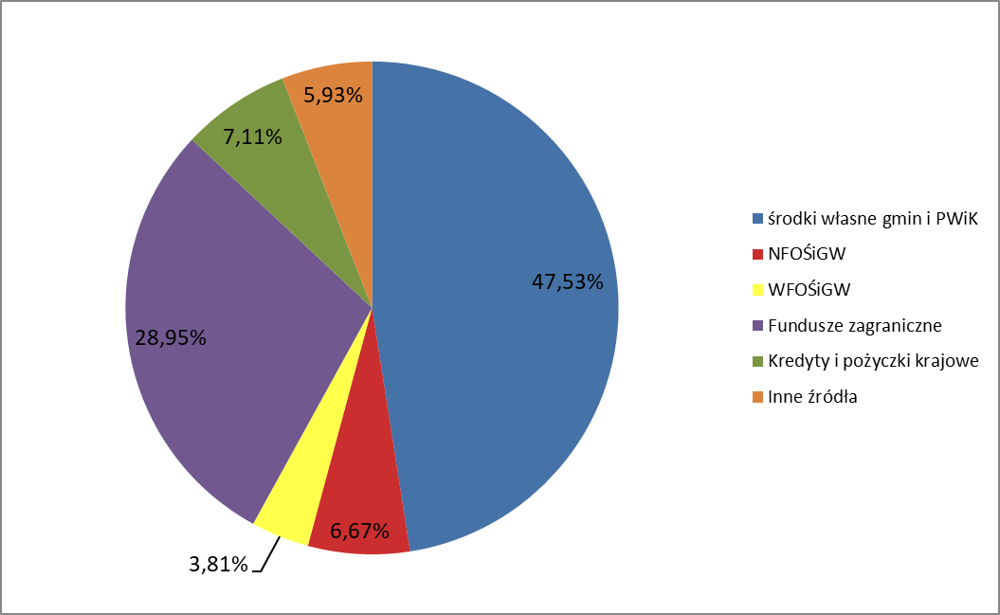 5,93%
7,11%
47,53%
28,95%
6,67%
3,81%
środki własne gmin i PWiK
NFOŚiGW
WFOŚiGW
Fundusze zagraniczne
Kredyty i pożyczki krajowe
Inne źródła